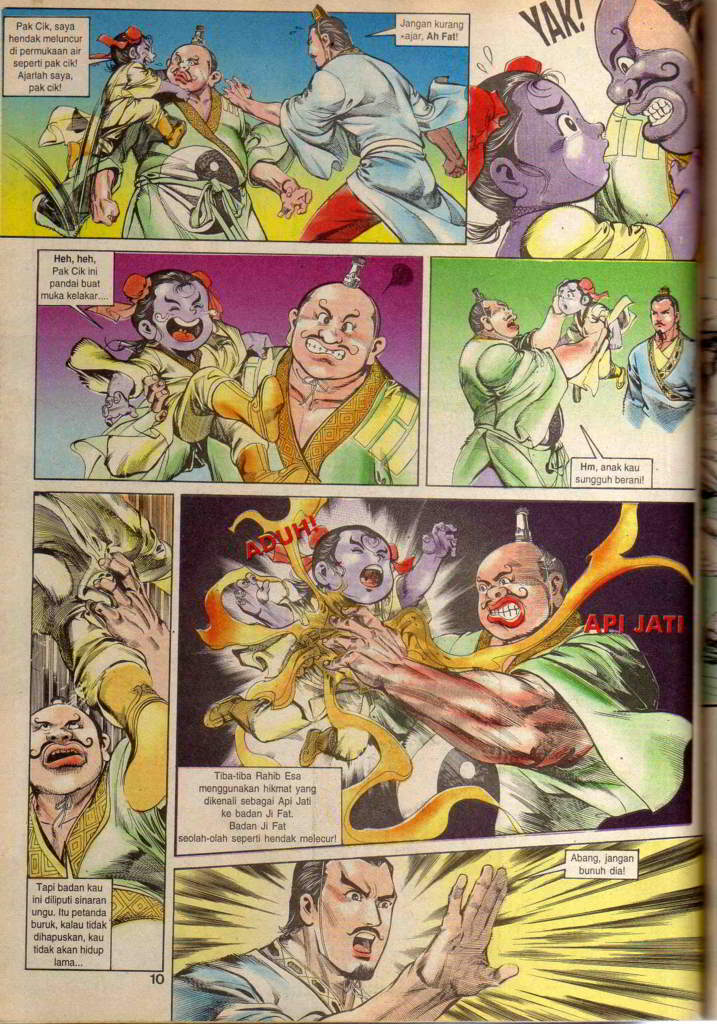 Pak Cik, saya
hendak meluncur
di permukaan air
seperti pak cik!
Ajarlah saya,
pak cik!
Jangan kurang
-ajar, Ah Fat!
YAK!
Heh, heh,
Pak Cik ini
pandai buat
muka kelakar....
Hm, anak kau
sungguh berani!
Tapi badan kau
ini diliputi sinaran
ungu. Itu petanda
buruk, kalau tidak
dihapuskan, kau
tidak akan hidup
lama...
ADUH!
API JATI
Tiba-tiba Rahib Esa
menggunakan hikmat yang
dikenali sebagai Api Jati
ke badan Ji Fat.
Badan Ji Fat
seolah-olah seperti hendak melecur!
Abang, jangan
bunuh dia!
10